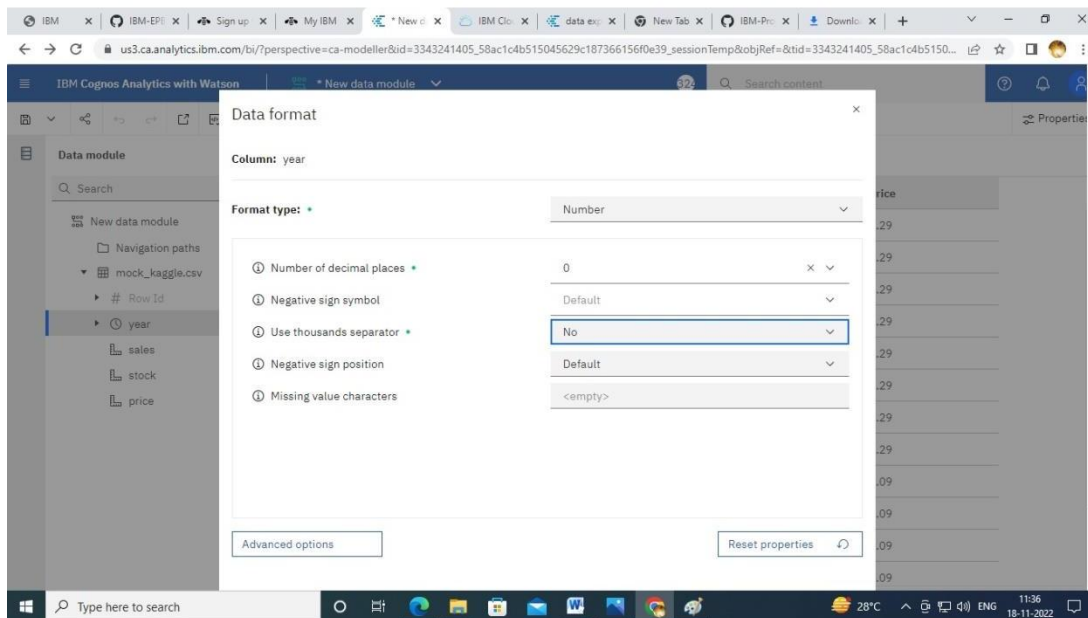 IBM
IBM-EPB
Sign up
My IBM
* New d
IBM Clo
data exp
New Tab
IBM-Pro
Downlo
us3.ca.analytics.ibm.com/bi/?perspective=ca-modeller&id=3343241405_58ac1c4b515045629c187366156f0e39_sessionTemp&objRef=&tid=3343241405_58ac1c4b5150...
IBM Cognos Analytics with Watson
* New data module
Search content
Properties
Data module
Search
New data module
Navigation paths
mock_kaggle.csv
# Row Id
year
sales
stock
price
Data format
Column: year
Format type: Number
Number of decimal places 0
Negative sign symbol Default
Use thousands separator No
Negative sign position Default
Missing value characters <empty>
Advanced options
Reset properties
rice
.29
.29
.29
.29
.29
.29
.29
.29
.09
.09
.09
.09
Type here to search
28°C
ENG
11:36
18-11-2022